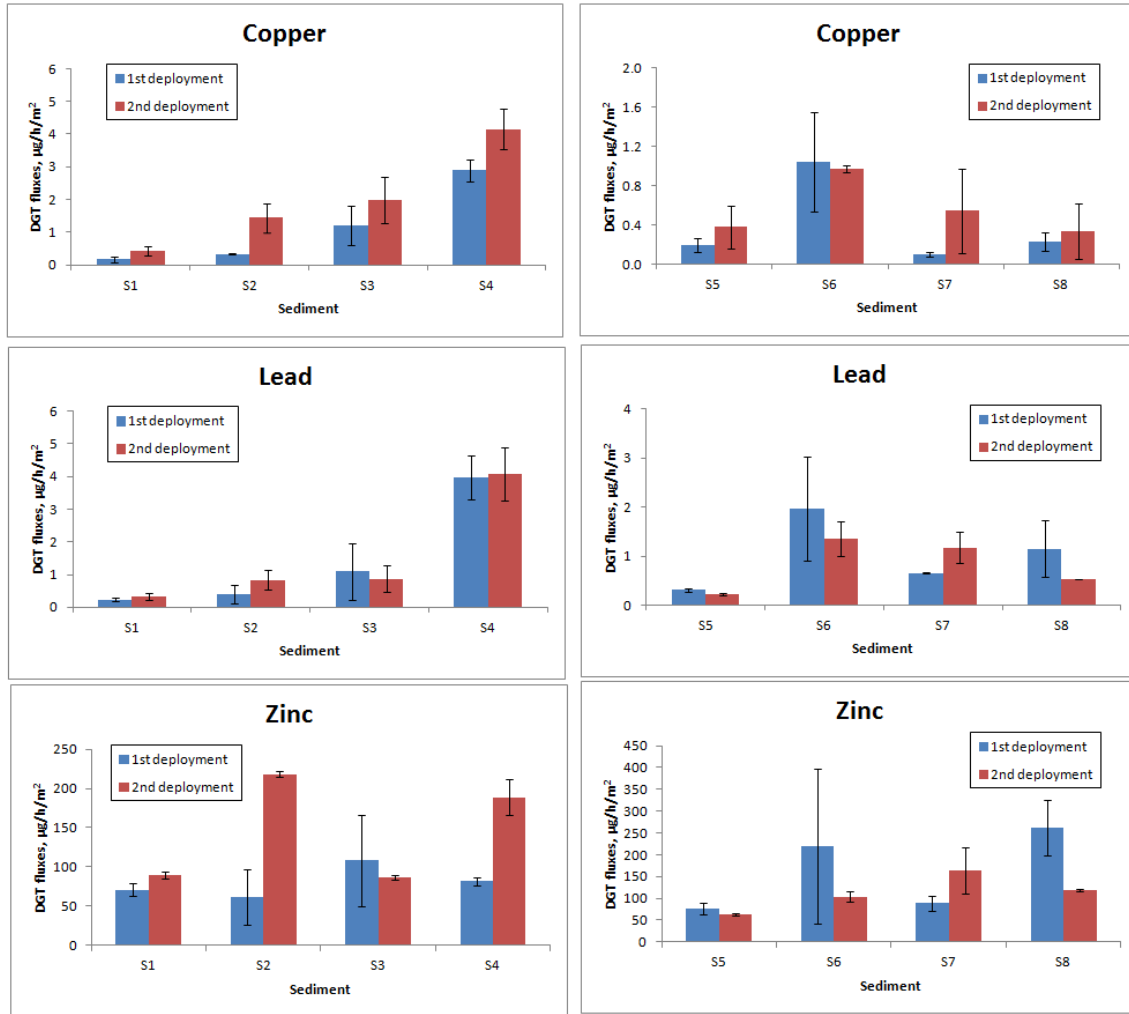 Copper
DGT fluxes, µg/h/m²
6
5
4
3
2
1
0
1st deployment
2nd deployment
S1 S2 S3 S4
Sediment
Copper
DGT fluxes, µg/h/m²
2.0
1.6
1.2
0.8
0.4
0.0
1st deployment
2nd deployment
S5 S6 S7 S8
Sediment
Lead
DGT fluxes, µg/h/m²
6
5
4
3
2
1
0
1st deployment
2nd deployment
S1 S2 S3 S4
Sediment
Lead
DGT fluxes, µg/h/m²
4
3
2
1
0
1st deployment
2nd deployment
S5 S6 S7 S8
Sediment
Zinc
DGT fluxes, µg/h/m²
250
200
150
100
50
0
1st deployment
2nd deployment
S1 S2 S3 S4
Sediment
Zinc
DGT fluxes, µg/h/m²
450
400
350
300
250
200
150
100
50
0
1st deployment
2nd deployment
S5 S6 S7 S8
Sediment